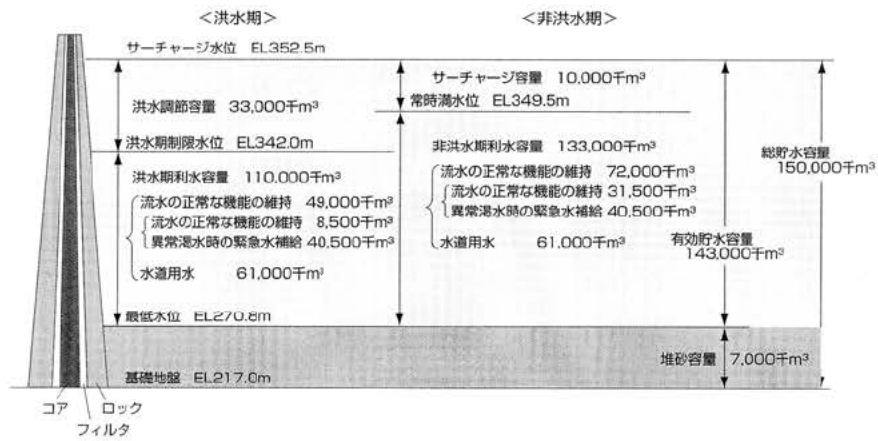 <洪水期>
<非洪水期>
サーチャージ水位 EL352.5m
サーチャージ容量 10,000千m³
洪水調節容量 33,000千m³
常時満水位 EL349.5m
洪水期制限水位 EL342.0m
非洪水期利水容量 133,000千m³
総貯水容量
150,000千m³
洪水期利水容量 110,000千m³
流水の正常な機能の維持 72,000千m³
流水の正常な機能の維持 31,500千m³
異常渇水時の緊急水補給 40,500千m³
流水の正常な機能の維持 49,000千m³
流水の正常な機能の維持 8,500千m³
異常渇水時の緊急水補給 40,500千m³
水道用水 61,000千m³
有効貯水容量
143,000千m³
水道用水 61,000千m³
最低水位 EL270.8m
堆砂容量 7,000千m³
基礎地盤 EL217.0m
コア
ロック
フィルタ